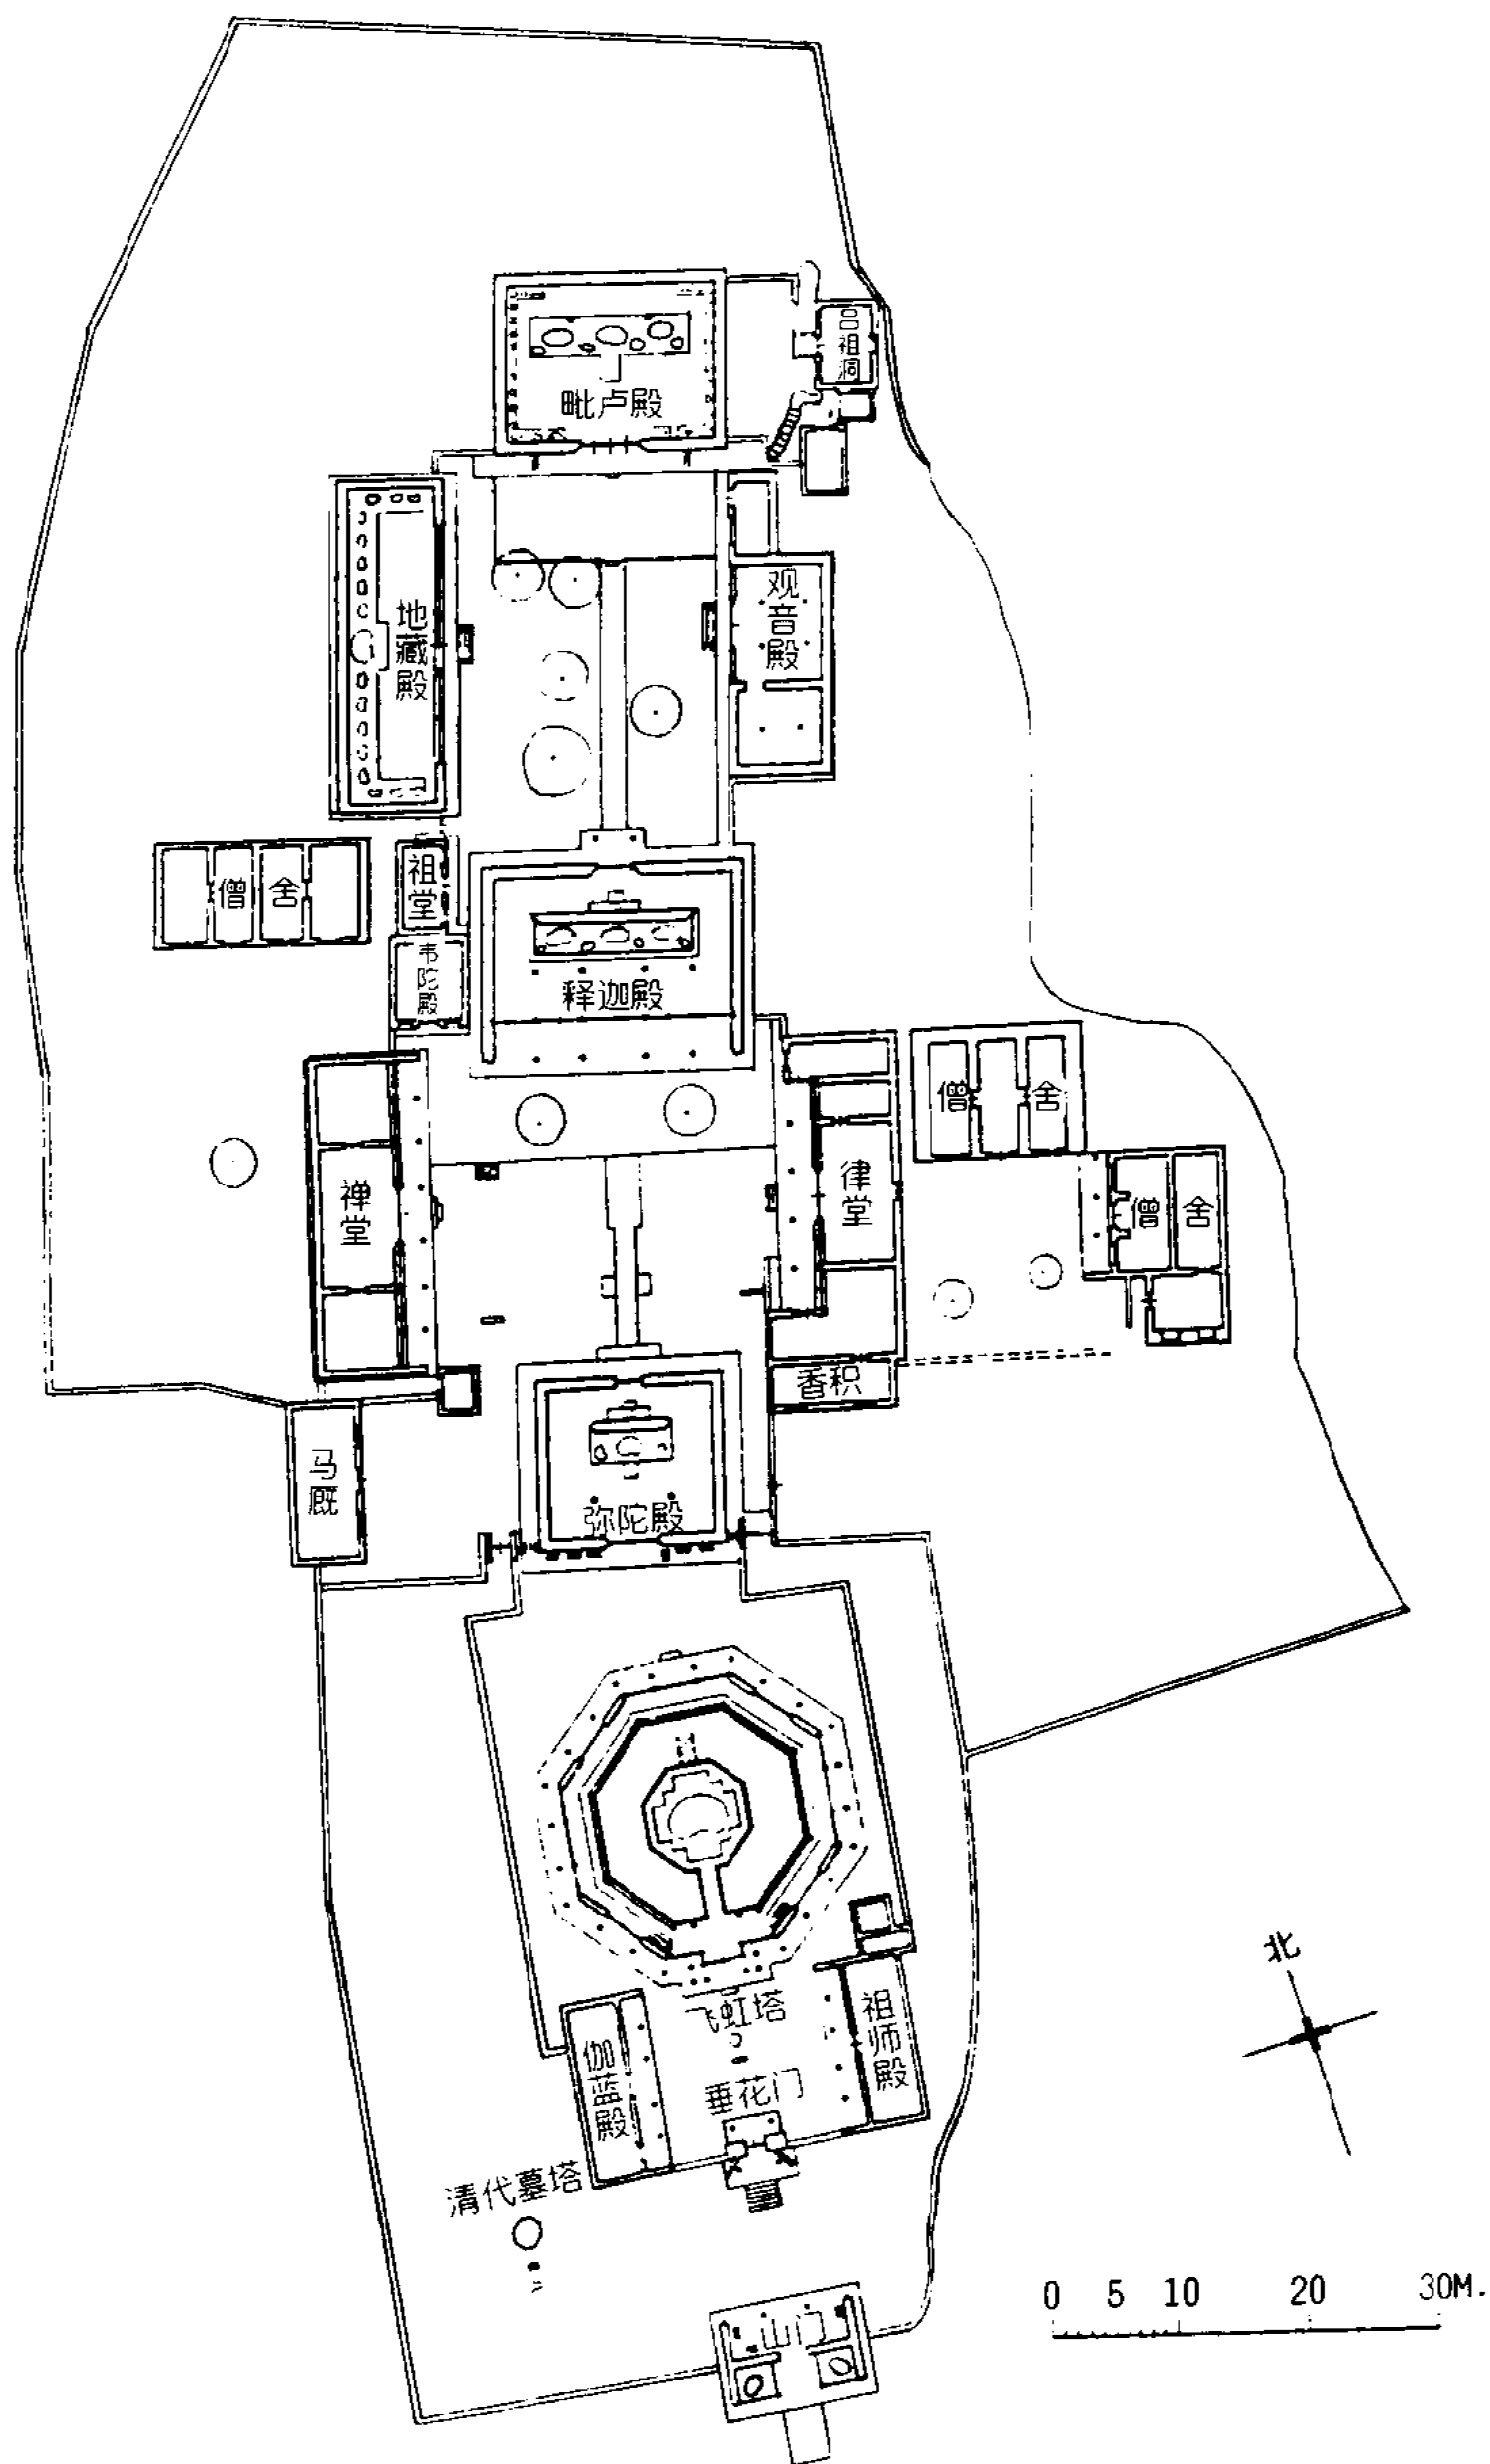 吕祖洞
毗卢殿
观音殿
地藏殿
僧舍
祖堂
韦陀殿
释迦殿
僧舍
禅堂
律堂
僧舍
香积
马厩
弥陀殿
飞虹塔
祖师殿
伽蓝殿
垂花门
清代墓塔
山门
北
0 5 10 20 30M.